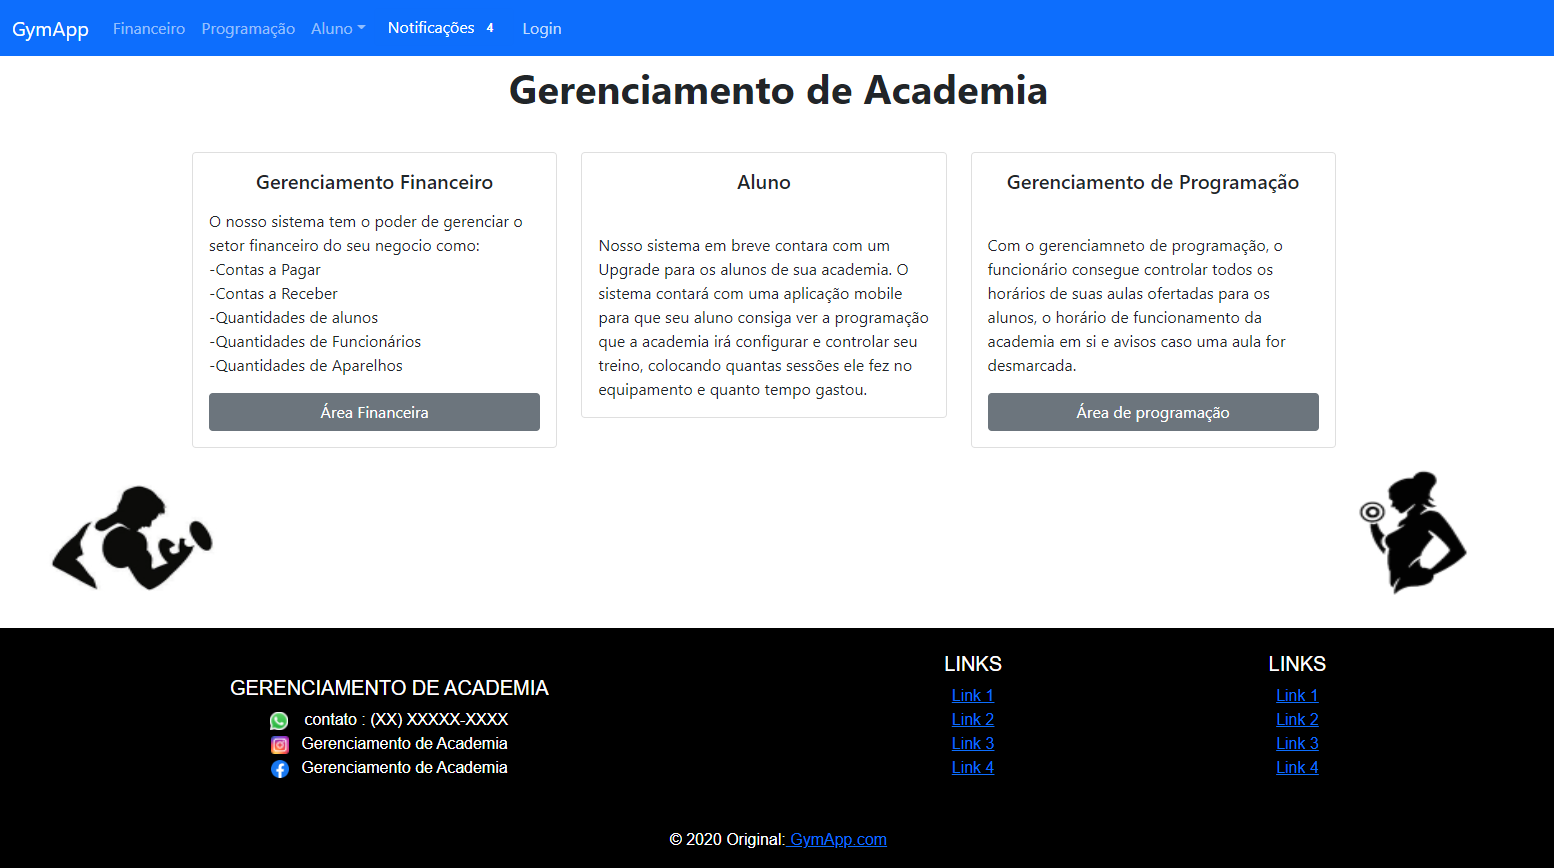 GymApp Financeiro Programação Aluno Notificações 4 Login
Gerenciamento de Academia
Gerenciamento Financeiro
O nosso sistema tem o poder de gerenciar o
setor financeiro do seu negocio como:
-Contas a Pagar
-Contas a Receber
-Quantidades de alunos
-Quantidades de Funcionários
-Quantidades de Aparelhos
Área Financeira
Aluno
Nosso sistema em breve contara com um
Upgrade para os alunos de sua academia. O
sistema contará com uma aplicação mobile
para que seu aluno consiga ver a programação
que a academia irá configurar e controlar seu
treino, colocando quantas sessões ele fez no
equipamento e quanto tempo gastou.
Gerenciamento de Programação
Com o gerenciamneto de programação, o
funcionário consegue controlar todos os
horários de suas aulas ofertadas para os
alunos, o horário de funcionamento da
academia em si e avisos caso uma aula for
desmarcada.
Área de programação
GERENCIAMENTO DE ACADEMIA
contato : (XX) XXXXX-XXXX
Gerenciamento de Academia
Gerenciamento de Academia
LINKS
Link 1
Link 2
Link 3
Link 4
LINKS
Link 1
Link 2
Link 3
Link 4
© 2020 Original: GymApp.com